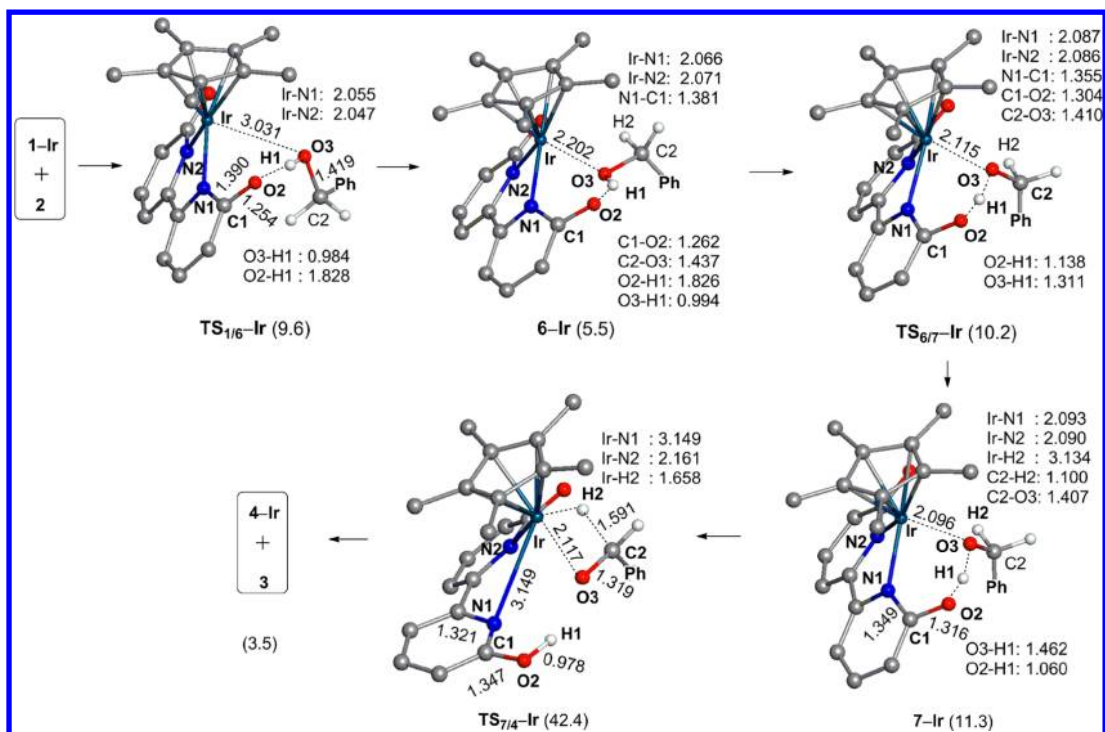 1–Ir
+
2
Ir-N1: 2.055
Ir-N2: 2.047
Ir
3.031
O3
H1
N2
1.390
1.419
Ph
O2
N1
1.254
C2
C1
O3-H1 : 0.984
O2-H1 : 1.828
TS1/6–Ir (9.6)
Ir-N1: 2.066
Ir-N2: 2.071
N1-C1: 1.381
H2
2.202
C2
Ir
O3
N2
H1
Ph
O2
N1
C1
C1-O2: 1.262
C2-O3: 1.437
O2-H1: 1.826
O3-H1: 0.994
6–Ir (5.5)
Ir-N1 : 2.087
Ir-N2 : 2.086
N1-C1: 1.355
C1-O2: 1.304
C2-O3: 1.410
H2
2.115
Ir
O3
N2
C2
H1
Ph
N1
O2
C1
O2-H1: 1.138
O3-H1: 1.311
TS6/7–Ir (10.2)
Ir-N1 : 2.093
Ir-N2 : 2.090
Ir-H2 : 3.134
C2-H2: 1.100
C2-O3: 1.407
2.096
H2
Ir
O3
N2
C2
H1
Ph
N1
O2
1.349
C1
1.316
O3-H1: 1.462
O2-H1: 1.060
7–Ir (11.3)
Ir-N1 : 3.149
Ir-N2 : 2.161
Ir-H2 : 1.658
H2
1.591
Ir
N2
2.117
C2
Ph
1.319
O3
3.149
N1
1.321
C1
H1
0.978
O2
1.347
TS7/4–Ir (42.4)
4–Ir
+
3
(3.5)